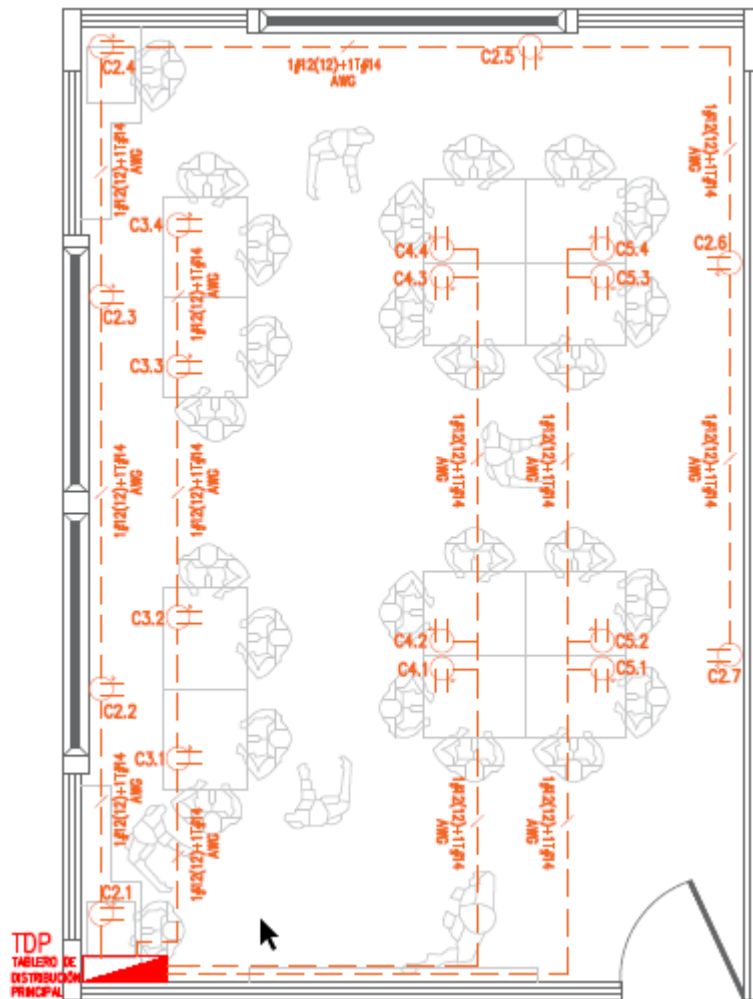 C2.4
C2.5
1#12(12)+1T#14
AWG
1#12(12)+1T#14
AWG
1#12(12)+1T#14
AWG
C3.4
C4.4
C5.4
C2.6
C4.3
C5.3
1#12(12)+1T#14
AWG
C2.3
C3.3
1#12(12)+1T#14
AWG
1#12(12)+1T#14
AWG
1#12(12)+1T#14
AWG
1#12(12)+1T#14
AWG
1#12(12)+1T#14
AWG
C3.2
C4.2
C5.2
C4.1
C5.1
C2.7
C2.2
C3.1
1#12(12)+1T#14
AWG
1#12(12)+1T#14
AWG
1#12(12)+1T#14
AWG
1#12(12)+1T#14
AWG
C2.1
TDP
TABLERO DE
DISTRIBUCIÓN
PRINCIPAL